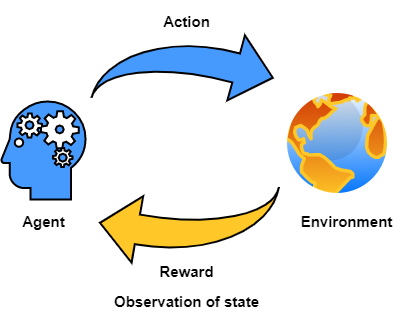 Action
Agent
Environment
Reward
Observation of state